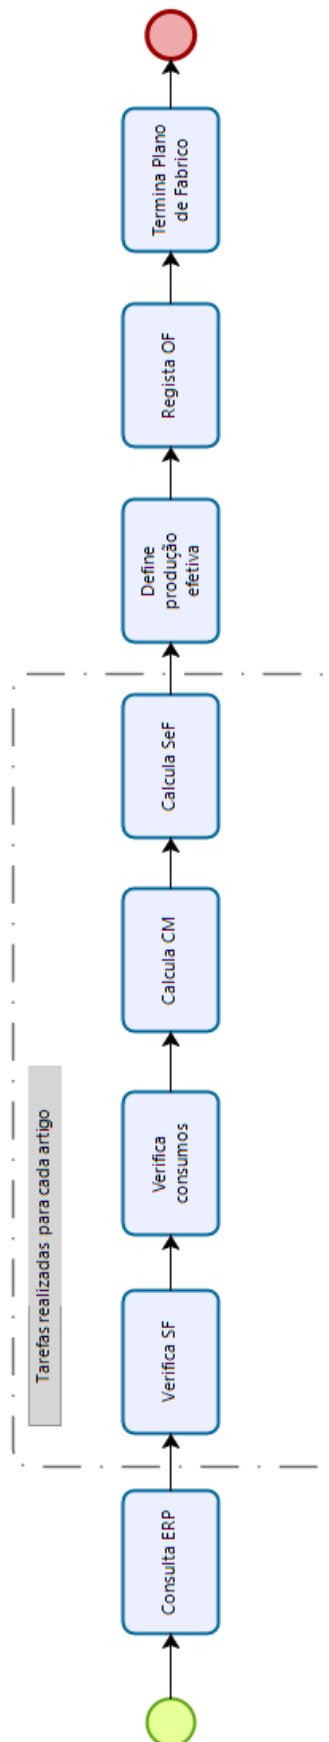 Consulta ERP
Tarefas realizadas para cada artigo
Verifica SF
Verifica
consumos
Calcula CM
Calcula SeF
Define
produção
efetiva
Regista OF
Termina Plano
de Fabrico